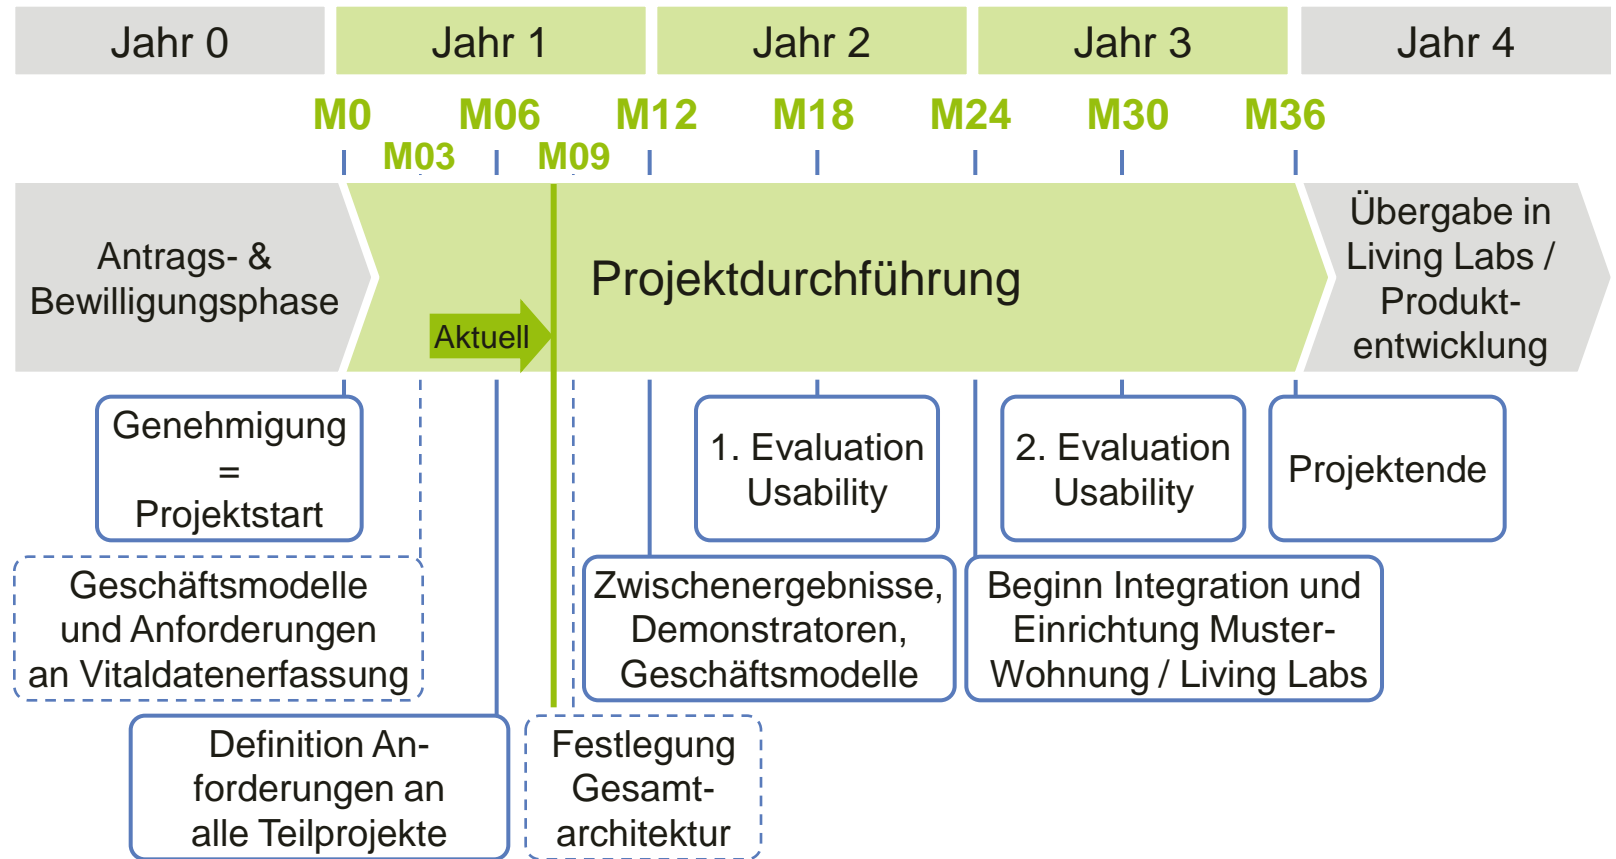 Jahr 0
Jahr 1
Jahr 2
Jahr 3
Jahr 4
M0
M06
M12
M18
M24
M30
M36
M03
M09
Antrags- &
Bewilligungsphase
Projektdurchführung
Aktuell
Übergabe in
Living Labs /
Produkt-
entwicklung
Genehmigung
=
Projektstart
1. Evaluation
Usability
2. Evaluation
Usability
Projektende
Geschäftsmodelle
und Anforderungen
an Vitaldatenerfassung
Zwischenergebnisse,
Demonstratoren,
Geschäftsmodelle
Beginn Integration und
Einrichtung Muster-
Wohnung / Living Labs
Definition An-
forderungen an
alle Teilprojekte
Festlegung
Gesamt-
architektur